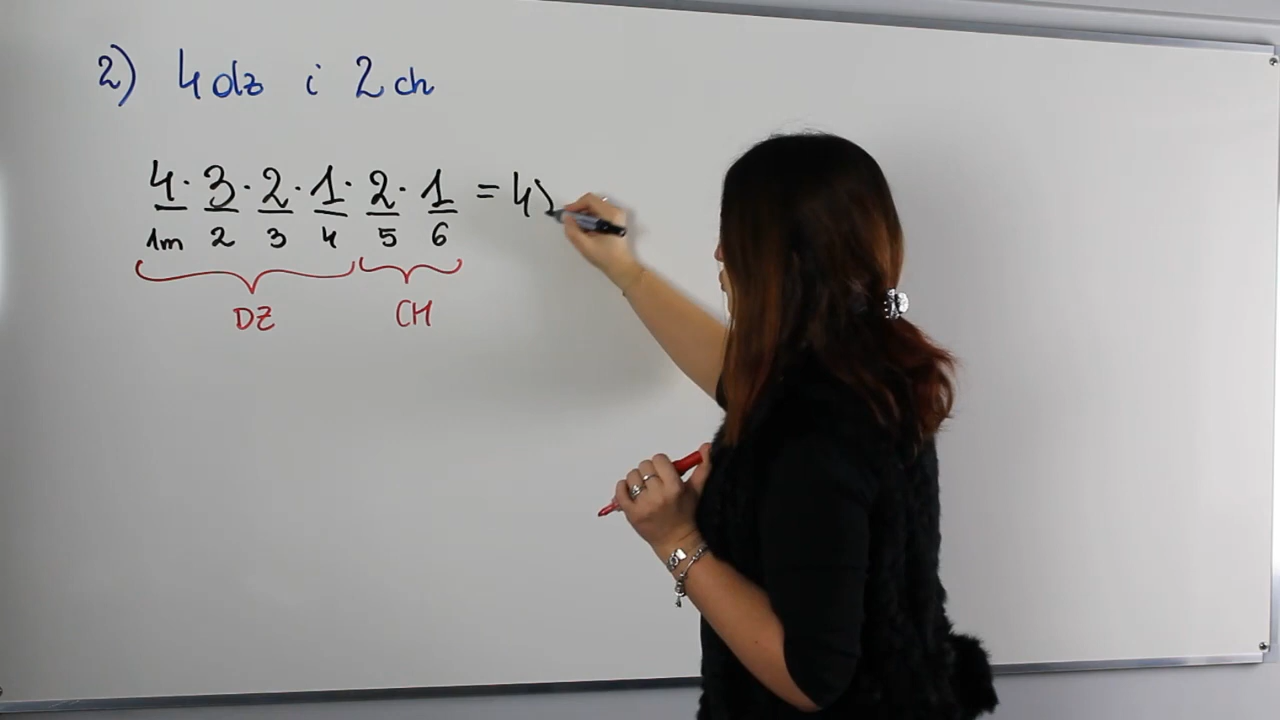 2) 4 dz i 2 ch
4 · 3 · 2 · 1 · 2 · 1 = 4
1m 2 3 4 5 6
DZ CH